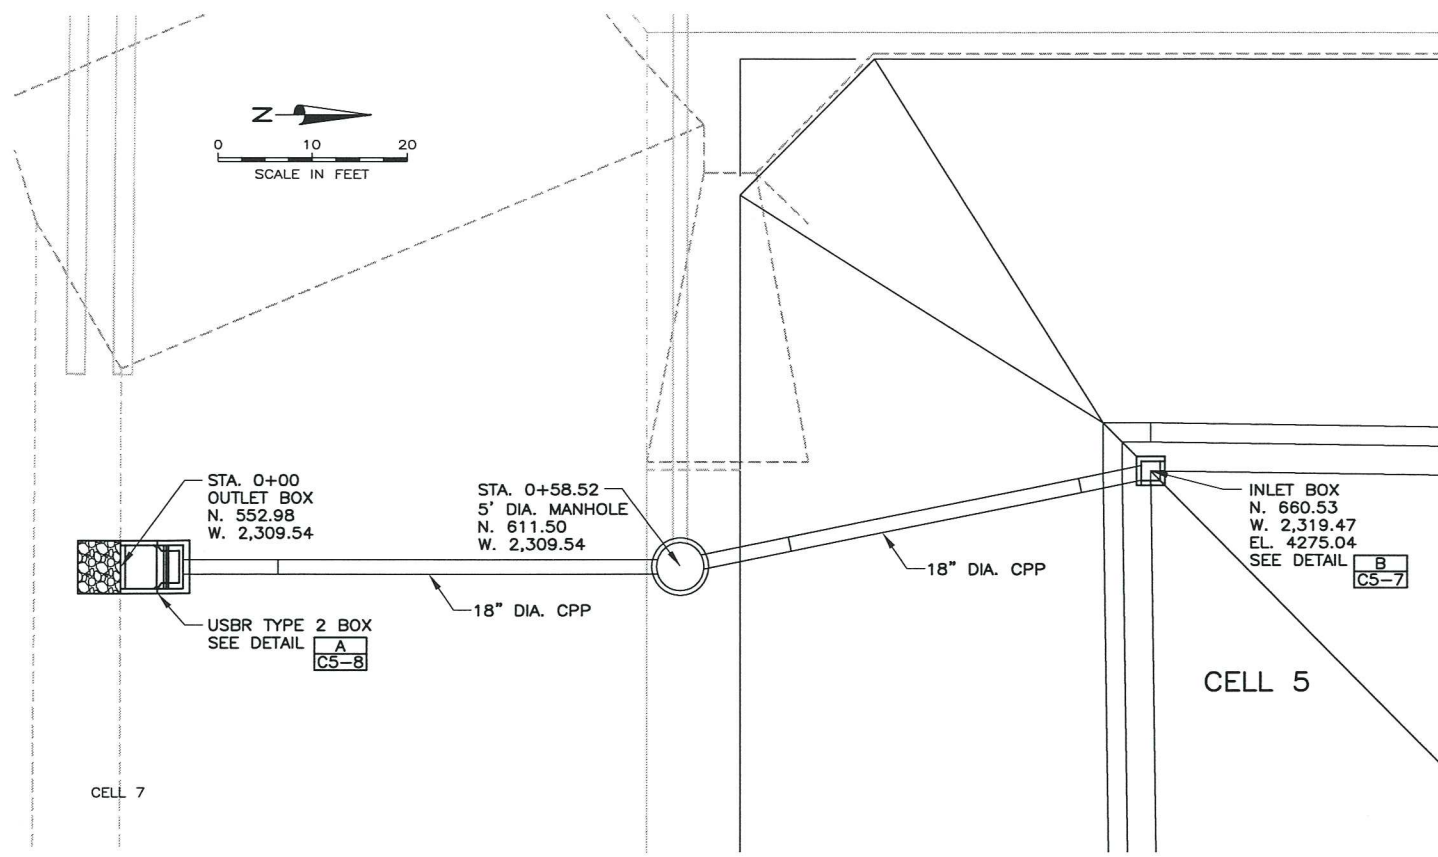 N
0 10 20
SCALE IN FEET
STA. 0+00
OUTLET BOX
N. 552.98
W. 2,309.54
STA. 0+58.52
5' DIA. MANHOLE
N. 611.50
W. 2,309.54
INLET BOX
N. 660.53
W. 2,319.47
EL. 4275.04
SEE DETAIL B
C5-7
18" DIA. CPP
18" DIA. CPP
USBR TYPE 2 BOX
SEE DETAIL A
C5-8
CELL 5
CELL 7